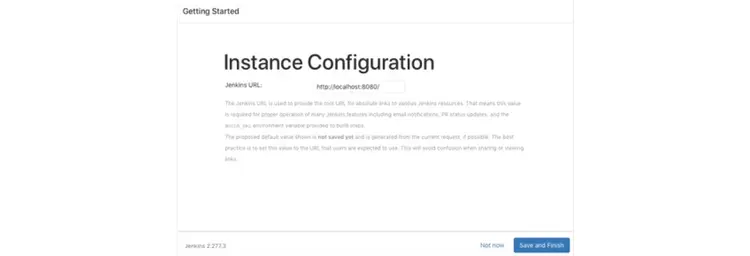 Getting Started
Instance Configuration
Jenkins URL: http://localhost:8080/
The Jenkins URL is used to provide the root URL for absolute links to various Jenkins resources. That means this value
is required for proper operation of many Jenkins features including email notifications, PR status updates, and the
BUILD_URL environment variable provided to build steps.
The proposed default value shown is not saved yet and is generated from the current request, if possible. The best
practice is to set this value to the URL that users are expected to use. This will avoid confusion when sharing or viewing
links.
Jenkins 2.277.3
Not now
Save and Finish